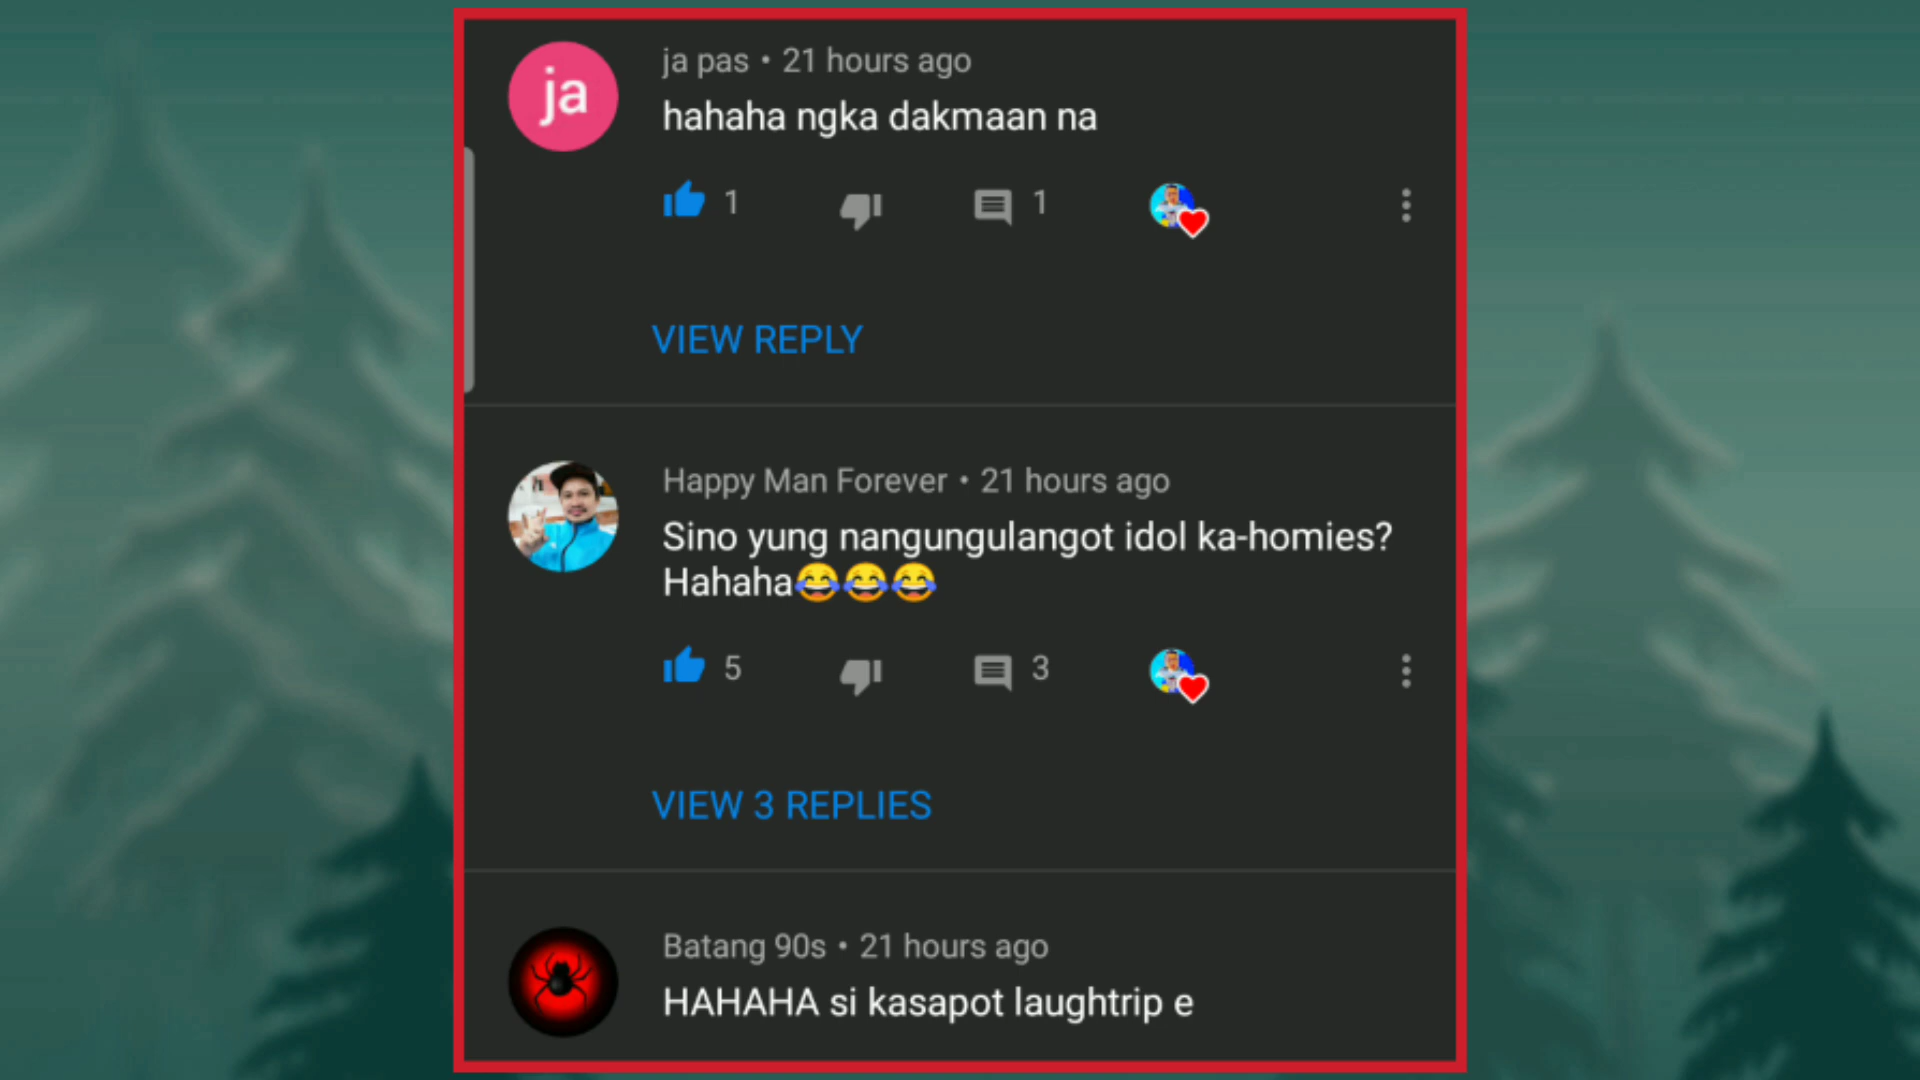 ja
ja pas • 21 hours ago
hahaha ngka dakmaan na
1
1
VIEW REPLY
Happy Man Forever • 21 hours ago
Sino yung nangungulangot idol ka-homies?
Hahaha😂😂😂
5
3
VIEW 3 REPLIES
Batang 90s • 21 hours ago
HAHAHA si kasapot laughtrip e